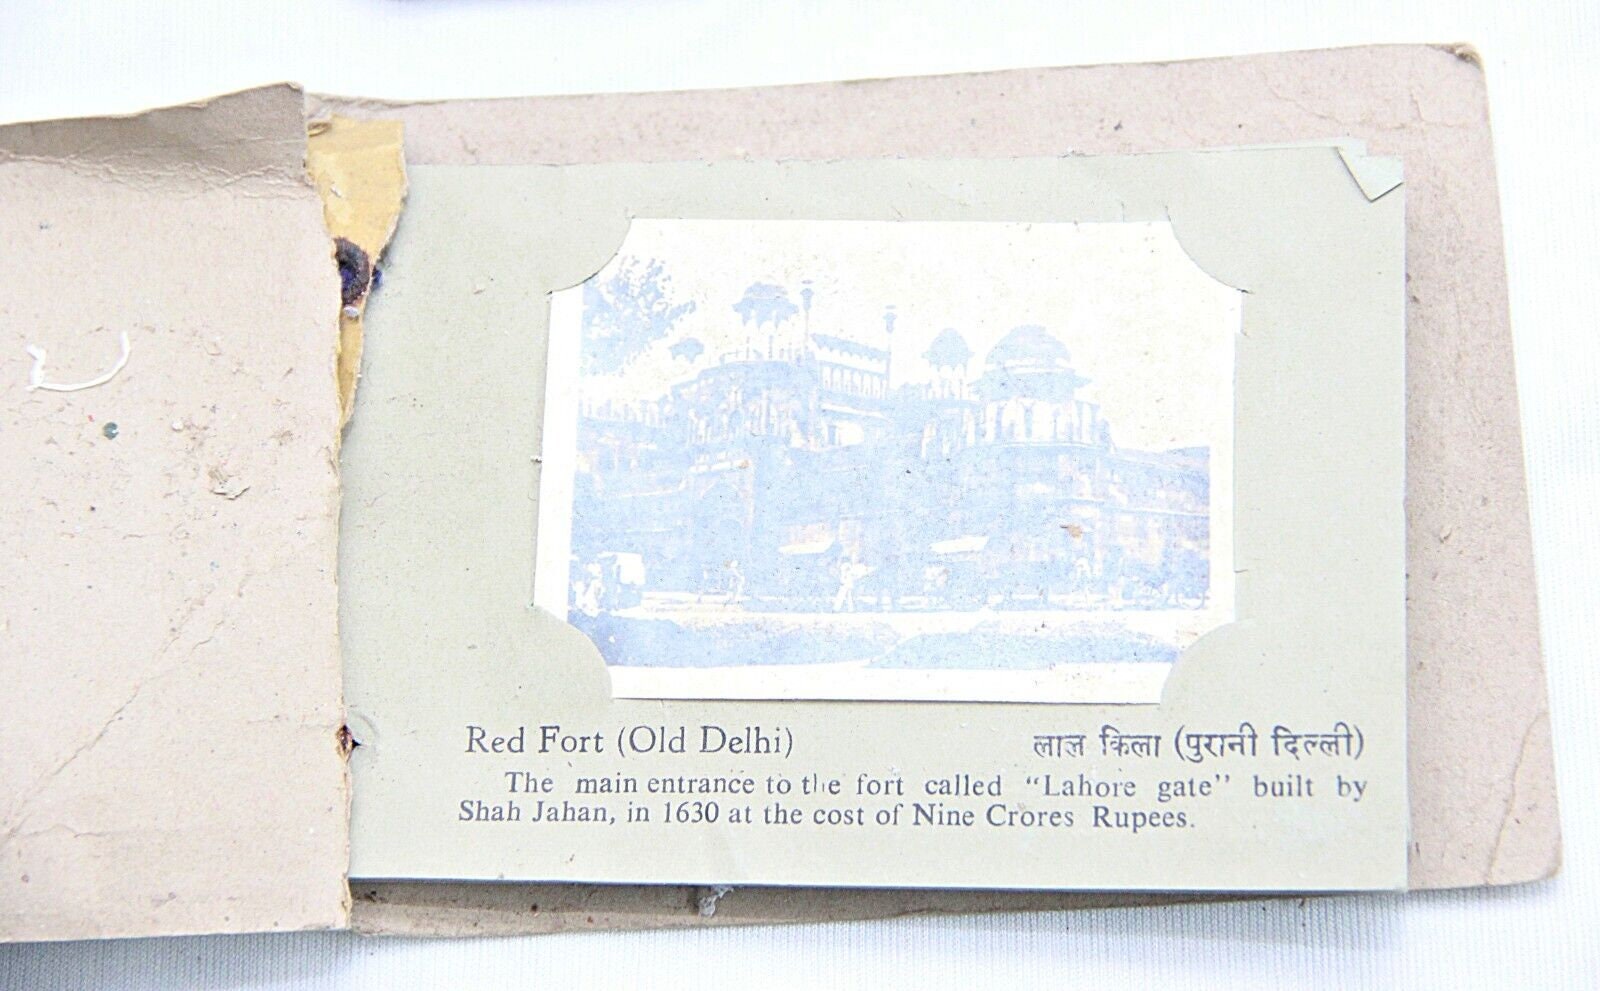 Red Fort (Old Delhi) लाल किला (पुरानी दिल्ली)
The main entrance to the fort called “Lahore gate” built by
Shah Jahan, in 1630 at the cost of Nine Crores Rupees.